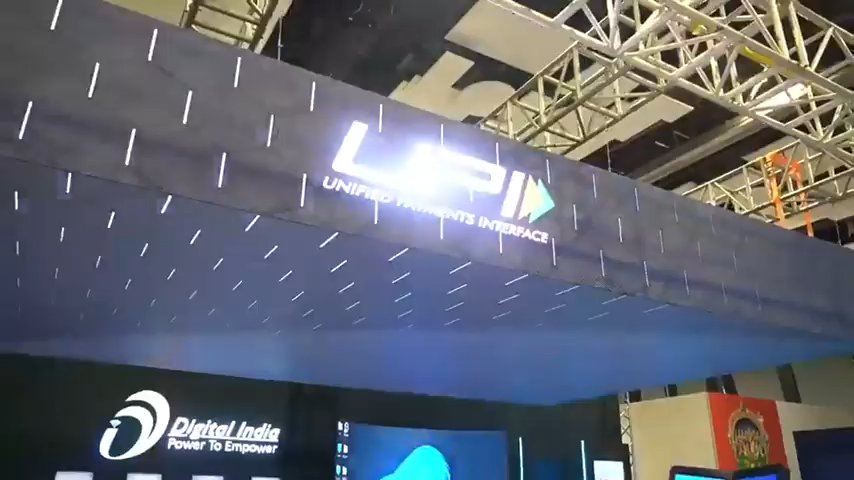 UPI
UNIFIED PAYMENTS INTERFACE
Digital India
Power To Empower